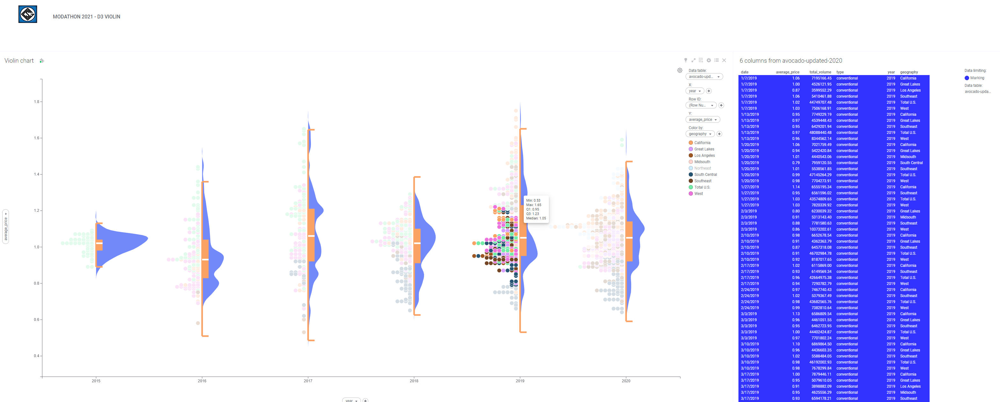 MODATHON 2021 - D3 VIOLIN
Violin chart
average_price
1.8
1.6
1.4
1.2
1.0
0.8
0.6
0.4
2015 2016 2017 2018 2019 2020
year
Min: 0.53
Max: 1.65
Q1: 0.95
Q3: 1.23
Median: 1.05
Data table:
avocado-upd...
X:
year
Row ID:
(Row Nu...
Y:
average_price
Color by:
geography
California
Great Lakes
Los Angeles
Midsouth
Northeast
South Central
Southeast
Total U.S.
West
6 columns from avocado-updated-2020
date average_price total_volume type year geography
1/7/2019 1.06 7195166.45 conventional 2019 California
1/7/2019 1.00 4526121.95 conventional 2019 Great Lakes
1/7/2019 0.87 3599552.29 conventional 2019 Los Angeles
1/7/2019 1.06 5410461.88 conventional 2019 Southeast
1/7/2019 1.02 44749707.48 conventional 2019 Total U.S.
1/7/2019 1.03 7506168.91 conventional 2019 West
1/13/2019 0.95 7749229.19 conventional 2019 California
1/13/2019 0.97 4539448.43 conventional 2019 Great Lakes
1/13/2019 0.95 6429201.94 conventional 2019 Southeast
1/13/2019 0.97 48088440.48 conventional 2019 Total U.S.
1/13/2019 0.96 8344562.14 conventional 2019 West
1/20/2019 1.06 7021759.49 conventional 2019 California
1/20/2019 0.94 5422420.84 conventional 2019 Great Lakes
1/20/2019 1.01 4440543.06 conventional 2019 Midsouth
1/20/2019 0.79 7959120.55 conventional 2019 South Central
1/20/2019 1.01 5538561.85 conventional 2019 Southeast
1/20/2019 0.99 47145264.29 conventional 2019 Total U.S.
1/20/2019 0.98 7704273.91 conventional 2019 West
1/27/2019 1.14 6555195.34 conventional 2019 California
1/27/2019 0.95 6561596.02 conventional 2019 Southeast
1/27/2019 1.03 43574809.65 conventional 2019 Total U.S.
1/27/2019 1.03 7820339.92 conventional 2019 West
2/3/2019 0.80 6230039.32 conventional 2019 Great Lakes
2/3/2019 0.91 5313143.40 conventional 2019 Midsouth
2/3/2019 0.88 7781580.63 conventional 2019 Southeast
2/3/2019 0.86 10373202.61 conventional 2019 West
2/10/2019 0.98 6652678.54 conventional 2019 California
2/10/2019 0.91 4362363.79 conventional 2019 Great Lakes
2/10/2019 0.87 6457318.08 conventional 2019 Southeast
2/10/2019 0.91 46702984.78 conventional 2019 Total U.S.
2/10/2019 0.92 8187017.65 conventional 2019 West
2/17/2019 1.02 6115869.00 conventional 2019 California
2/17/2019 0.93 6149569.34 conventional 2019 Southeast
2/17/2019 0.96 42664975.38 conventional 2019 Total U.S.
2/17/2019 0.94 7290782.79 conventional 2019 West
2/24/2019 0.97 7467740.43 conventional 2019 California
2/24/2019 1.02 5379367.49 conventional 2019 Southeast
2/24/2019 0.98 43682565.76 conventional 2019 Total U.S.
2/24/2019 0.99 7382810.64 conventional 2019 West
3/3/2019 1.13 6586809.54 conventional 2019 California
3/3/2019 0.96 4461051.55 conventional 2019 Great Lakes
3/3/2019 0.95 6462723.95 conventional 2019 Southeast
3/3/2019 1.00 44402424.87 conventional 2019 Total U.S.
3/3/2019 0.97 7701802.24 conventional 2019 West
3/10/2019 1.10 6869864.50 conventional 2019 California
3/10/2019 0.96 4436603.35 conventional 2019 Great Lakes
3/10/2019 1.02 5588484.05 conventional 2019 Southeast
3/10/2019 0.98 46192002.93 conventional 2019 Total U.S.
3/10/2019 0.98 7678299.84 conventional 2019 West
3/17/2019 1.00 7879446.11 conventional 2019 California
3/17/2019 0.95 5079610.05 conventional 2019 Great Lakes
3/17/2019 0.91 3898882.09 conventional 2019 Los Angeles
3/17/2019 0.95 4625556.29 conventional 2019 Midsouth
3/17/2019 0.93 6594178.21 conventional 2019 Southeast
Data limiting:
Marking
Data table:
avocado-upda...